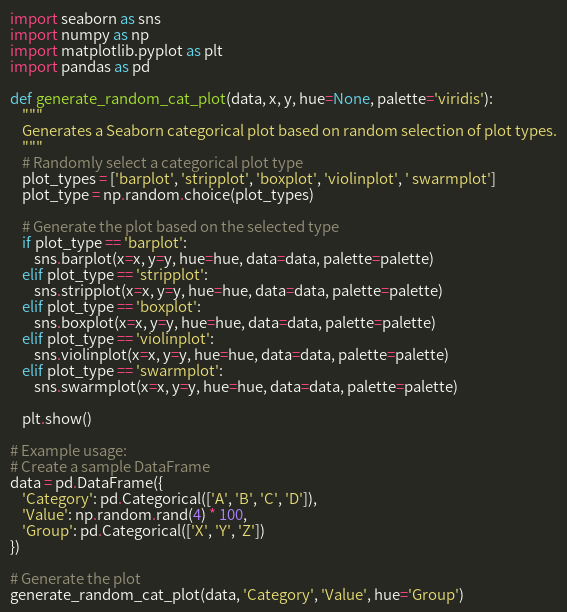 import seaborn as sns
import numpy as np
import matplotlib.pyplot as plt
import pandas as pd

def generate_random_cat_plot(data, x, y, hue=None, palette='viridis'):
    """
    Generates a Seaborn categorical plot based on random selection of plot types.
    """
    # Randomly select a categorical plot type
    plot_types = ['barplot', 'stripplot', 'boxplot', 'violinplot', ' swarmplot']
    plot_type = np.random.choice(plot_types)

    # Generate the plot based on the selected type
    if plot_type == 'barplot':
        sns.barplot(x=x, y=y, hue=hue, data=data, palette=palette)
    elif plot_type == 'stripplot':
        sns.stripplot(x=x, y=y, hue=hue, data=data, palette=palette)
    elif plot_type == 'boxplot':
        sns.boxplot(x=x, y=y, hue=hue, data=data, palette=palette)
    elif plot_type == 'violinplot':
        sns.violinplot(x=x, y=y, hue=hue, data=data, palette=palette)
    elif plot_type == 'swarmplot':
        sns.swarmplot(x=x, y=y, hue=hue, data=data, palette=palette)

    plt.show()

# Example usage:
# Create a sample DataFrame
data = pd.DataFrame({
    'Category': pd.Categorical(['A', 'B', 'C', 'D']),
    'Value': np.random.rand(4) * 100,
    'Group': pd.Categorical(['X', 'Y', 'Z'])
})

# Generate the plot
generate_random_cat_plot(data, 'Category', 'Value', hue='Group')